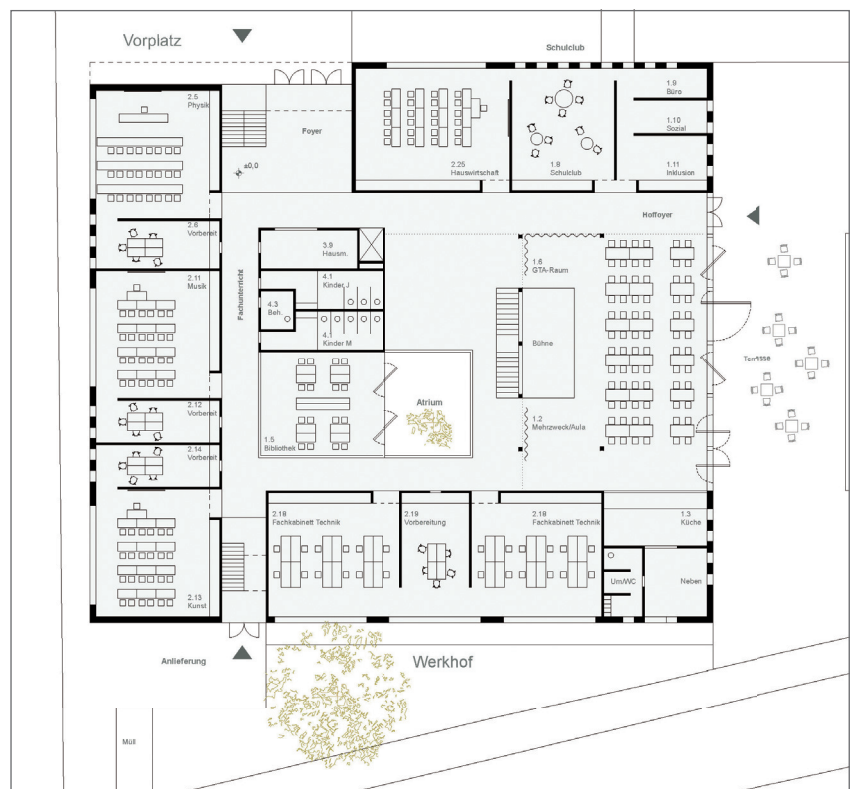 Vorplatz
Schulclub
2.5
Physik
Foyer
±0,0
2.25
Hauswirtschaft
1.8
Schulclub
1.9
Büro
1.10
Sozial
1.11
Inklusion
Hoffoyer
2.6
Vorbereit
3.9
Hausm.
1.6
GTA-Raum
Fachunterricht
2.11
Musik
4.1
Kinder J
4.3
Beh.
4.1
Kinder M
Bühne
Atrium
2.12
Vorbereit
1.5
Bibliothek
1.2
Mehrzweck/Aula
2.14
Vorbereit
2.13
Kunst
2.18
Fachkabinett Technik
2.19
Vorbereitung
2.18
Fachkabinett Technik
1.3
Küche
Um/WC
Neben
Anlieferung
Werkhof
Müll